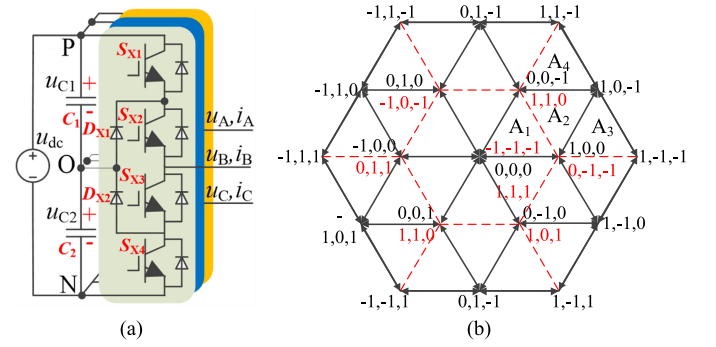 P
S_X1
u_C1
+
-
C_1
D_X1
S_X2
u_A,i_A
u_dc
+
-
O
u_B,i_B
D_X2
S_X3
u_C,i_C
u_C2
+
-
C_2
S_X4
N
(a)
-1,1,-1
0,1,-1
1,1,-1
A_4
-1,1,0
0,1,0
0,0,-1
1,0,-1
-1,0,-1
1,1,0
A_2
A_1
A_3
-1,0,0
-1,-1,-1
1,0,0
-1,1,1
0,1,1
0,0,0
0,-1,-1
1,-1,-1
1,1,1
-
0,0,1
0,-1,0
1,-1,0
1,0,1
1,1,0
1,0,1
-1,-1,1
0,1,-1
1,-1,1
(b)